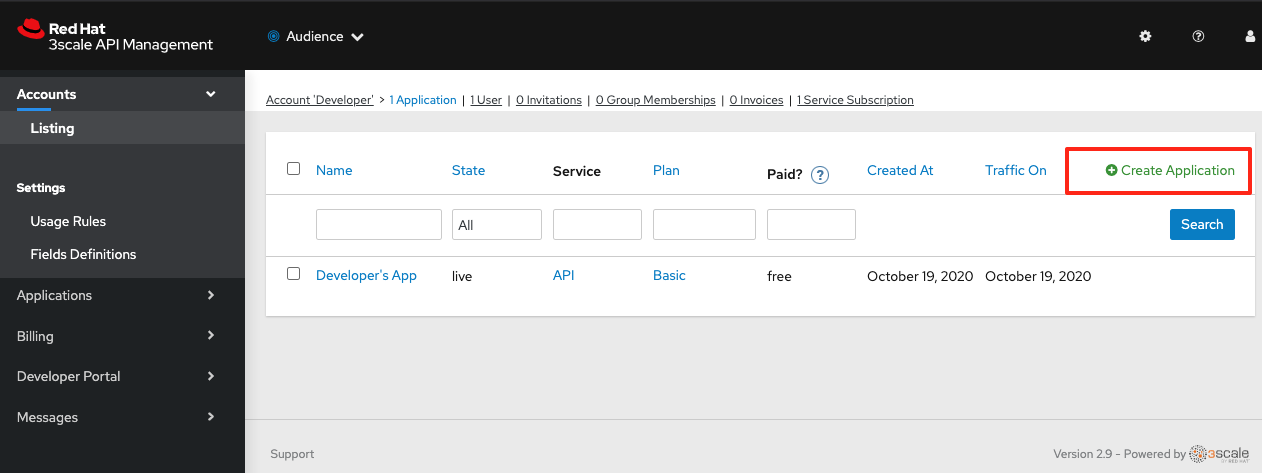 Red Hat
3scale API Management
Audience
Accounts
Listing
Settings
Usage Rules
Fields Definitions
Applications
Billing
Developer Portal
Messages
Account 'Developer' > 1 Application | 1 User | 0 Invitations | 0 Group Memberships | 0 Invoices | 1 Service Subscription
Name State Service Plan Paid? ? Created At Traffic On Create Application
All Search
Developer's App live API Basic free October 19, 2020 October 19, 2020
Support
Version 2.9 - Powered by 3scale
BY RED HAT